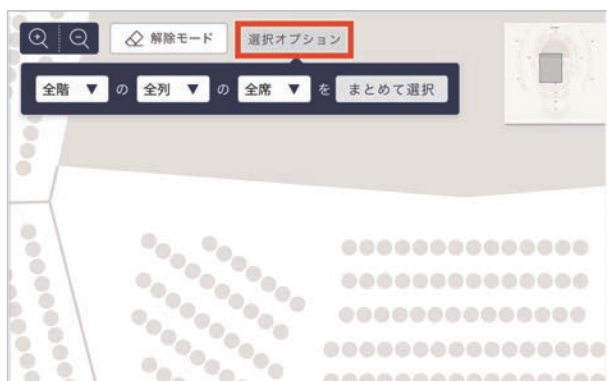 解除モード 選択オプション
全階 ▼ の 全列 ▼ の 全席 ▼ を まとめて選択